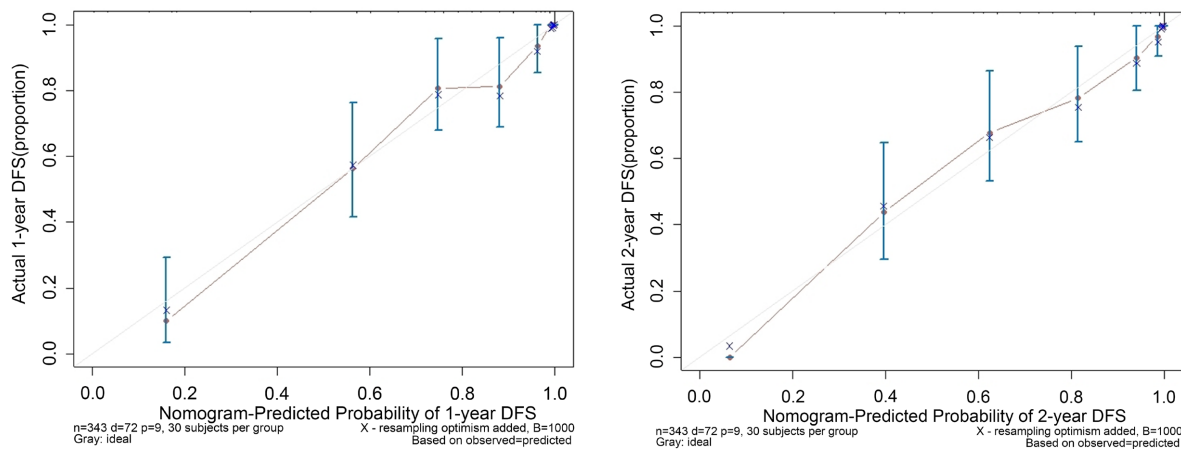 Actual 1-year DFS(proportion)
1.0
0.8
0.6
0.4
0.2
0.0
0.0 0.2 0.4 0.6 0.8 1.0
Nomogram-Predicted Probability of 1-year DFS
n=343 d=72 p=9, 30 subjects per group
Gray: ideal
X - resampling optimism added, B=1000
Based on observed=predicted
Actual 2-year DFS(proportion)
1.0
0.8
0.6
0.4
0.2
0.0
0.0 0.2 0.4 0.6 0.8 1.0
Nomogram-Predicted Probability of 2-year DFS
n=343 d=72 p=9, 30 subjects per group
Gray: ideal
X - resampling optimism added, B=1000
Based on observed=predicted